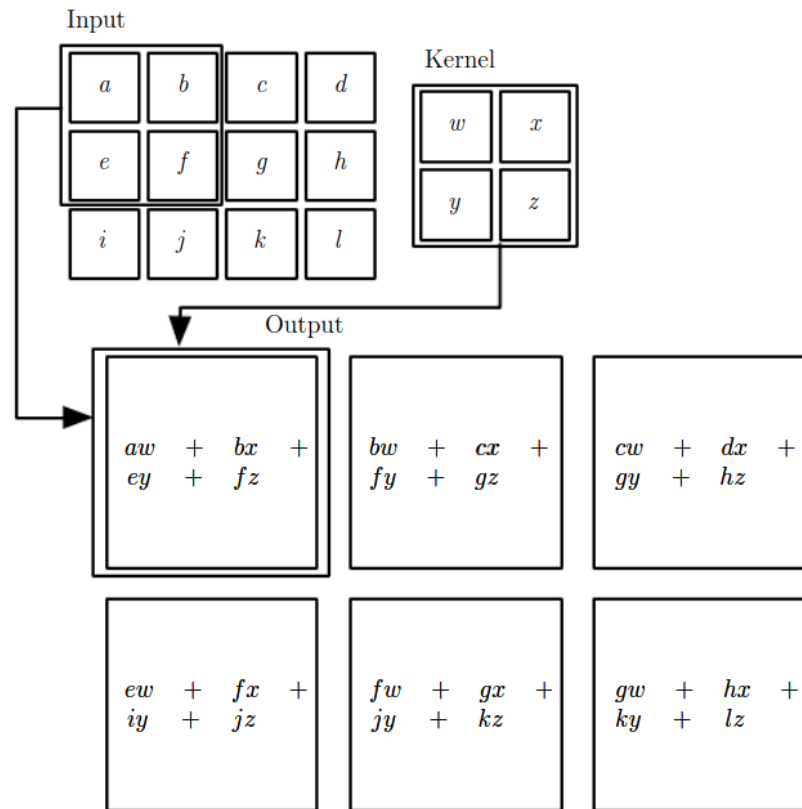 Input
a b c d
e f g h
i j k l
Kernel
w x
y z
Output
aw + bx +
ey + fz
bw + cx +
fy + gz
cw + dx +
gy + hz
ew + fx +
iy + jz
fw + gx +
jy + kz
gw + hx +
ky + lz